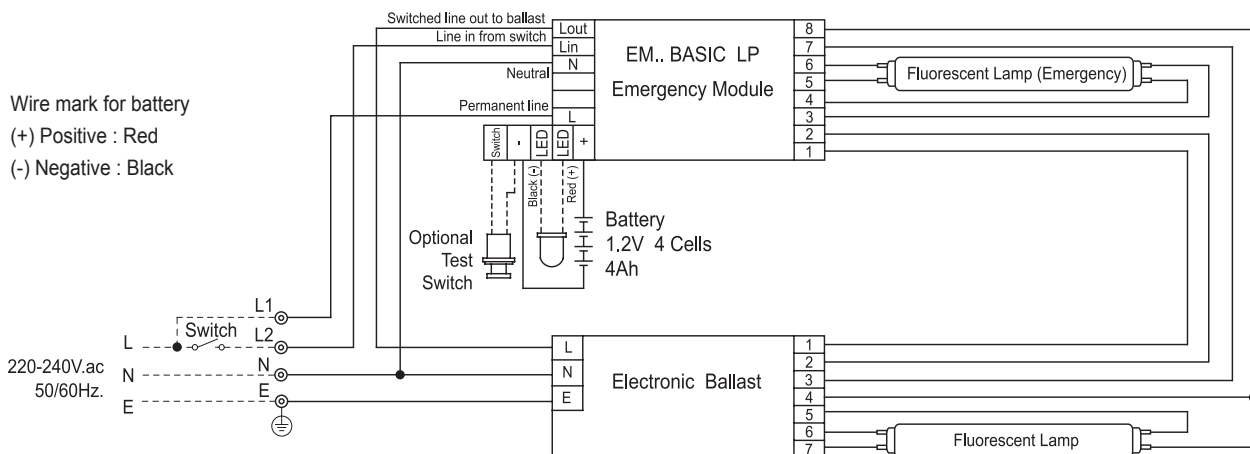 Switched line out to ballast
Line in from switch
Neutral
Permanent line
Lout
Lin
N
L
EM.. BASIC LP
Emergency Module
8
7
6
5
4
3
2
1
Fluorescent Lamp (Emergency)
Wire mark for battery
(+) Positive : Red
(-) Negative : Black
Switch
-
LED
LED
+
Black (-)
Red (+)
Optional
Test
Switch
Battery
1.2V 4 Cells
4Ah
L1
Switch
L2
L
N
N
E
E
220-240V.ac
50/60Hz.
L
N
E
Electronic Ballast
1
2
3
4
5
6
7
Fluorescent Lamp